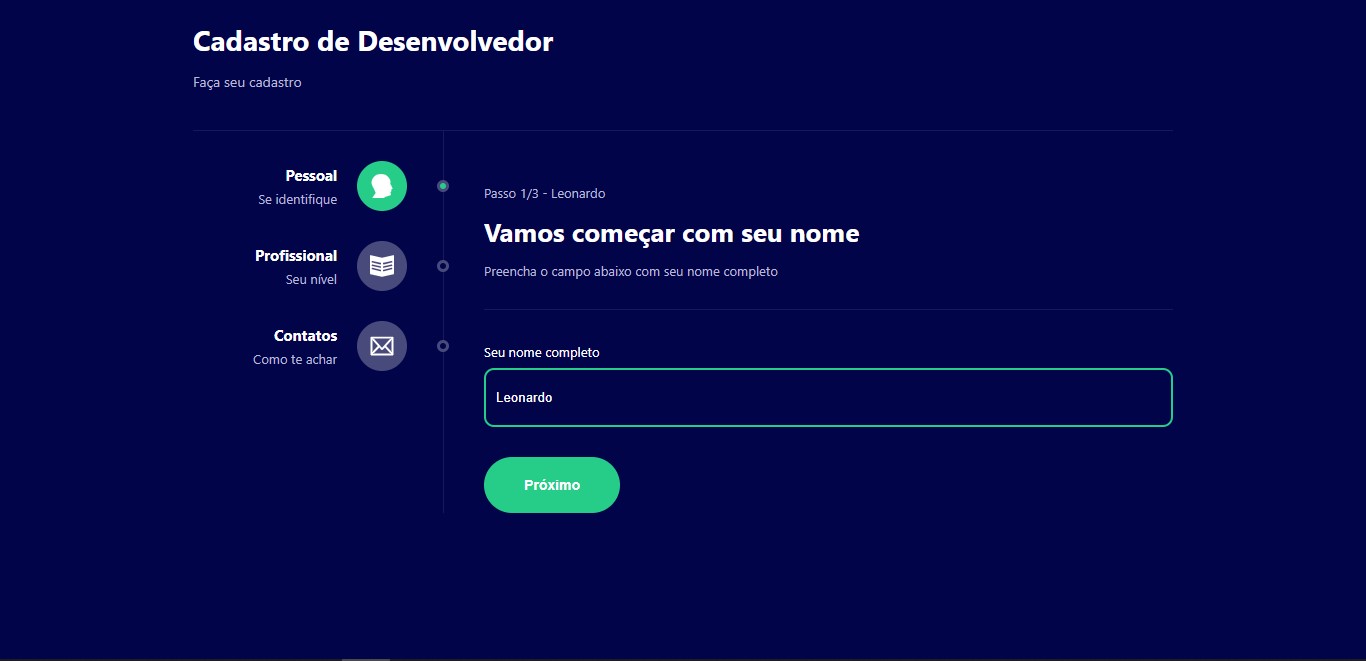 Cadastro de Desenvolvedor
Faça seu cadastro
Pessoal
Se identifique
Profissional
Seu nível
Contatos
Como te achar
Passo 1/3 - Leonardo
Vamos começar com seu nome
Preencha o campo abaixo com seu nome completo
Seu nome completo
Leonardo
Próximo